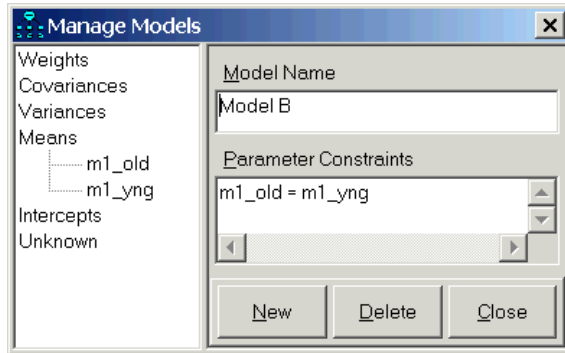 Manage Models
Weights
Covariances
Variances
Means
m1_old
m1_yng
Intercepts
Unknown
Model Name
Model B
Parameter Constraints
m1_old = m1_yng
New
Delete
Close